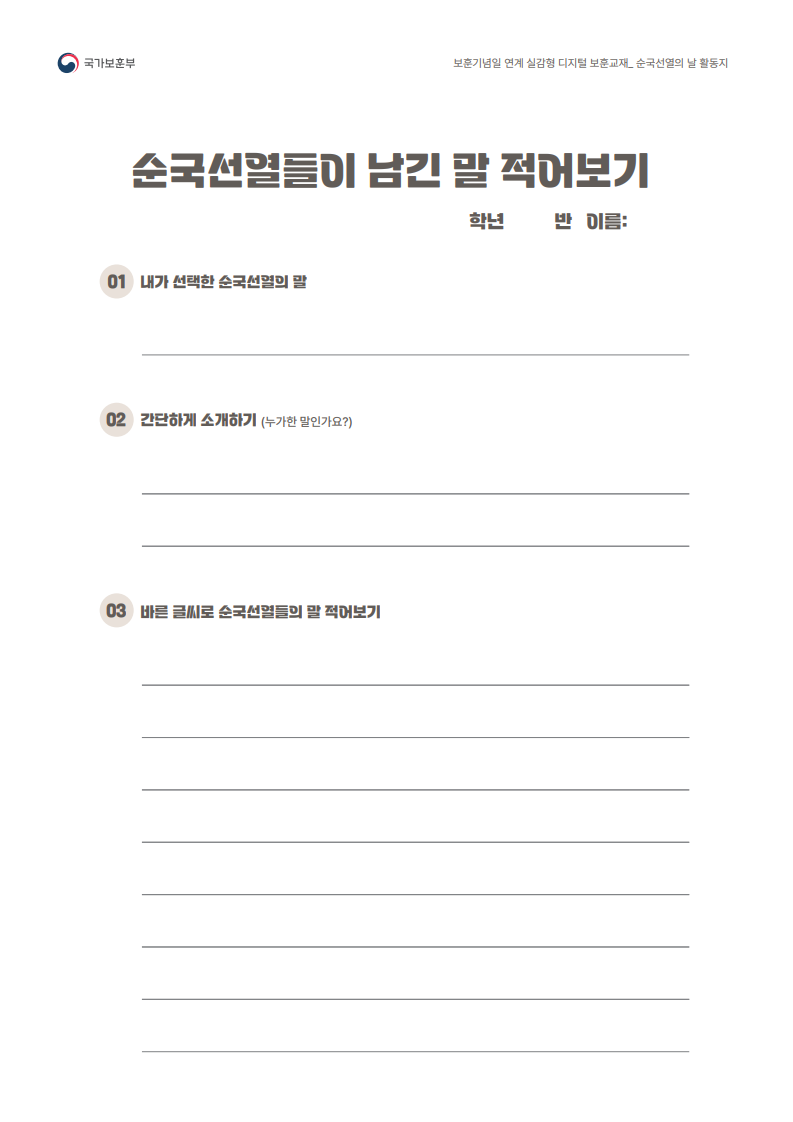 국가보훈부
보훈기념일 연계 실감형 디지털 보훈교재_ 순국선열의 날 활동지
순국선열들이 남긴 말 적어보기
학년 반 이름:
01 내가 선택한 순국선열의 말
02 간단하게 소개하기 (누가한 말인가요?)
03 바른 글씨로 순국선열들의 말 적어보기